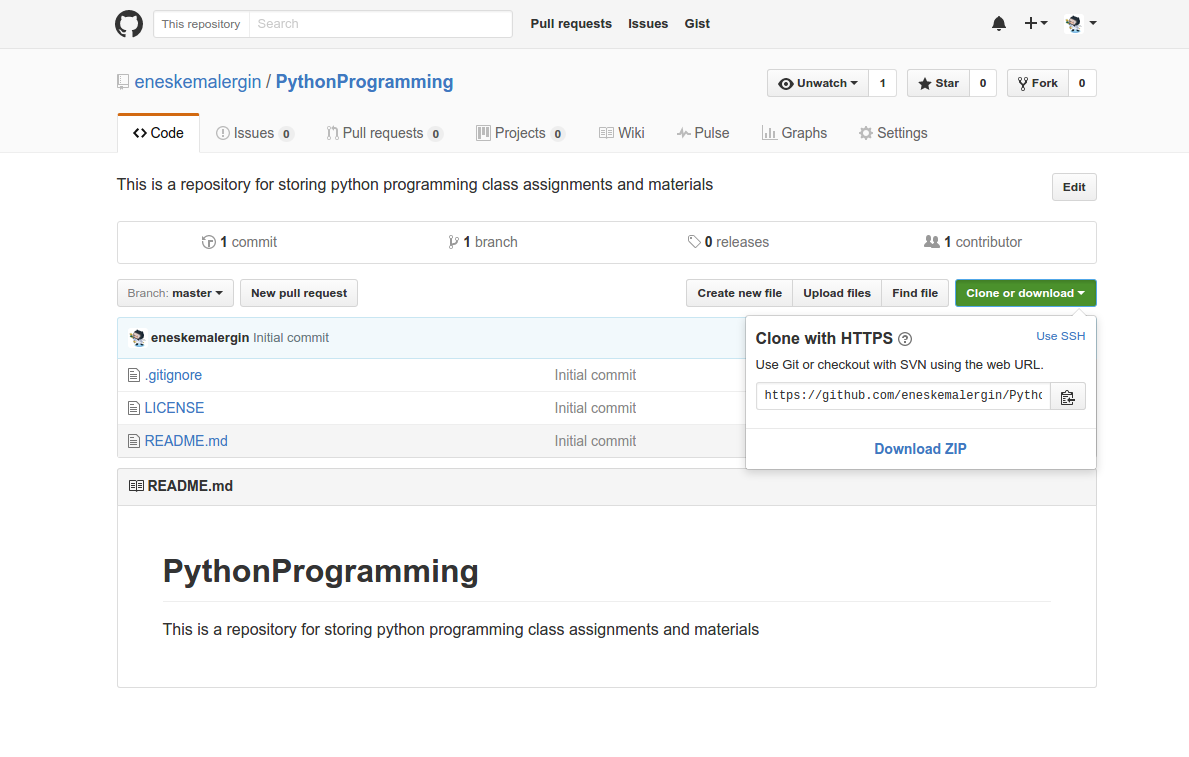 This repository Search Pull requests Issues Gist
eneskemalergin / PythonProgramming Unwatch 1 Star 0 Fork 0
Code Issues 0 Pull requests 0 Projects 0 Wiki Pulse Graphs Settings
This is a repository for storing python programming class assignments and materials Edit
1 commit 1 branch 0 releases 1 contributor
Branch: master New pull request Create new file Upload files Find file Clone or download
eneskemalergin Initial commit
.gitignore Initial commit
LICENSE Initial commit
README.md Initial commit
Clone with HTTPS Use SSH
Use Git or checkout with SVN using the web URL.
https://github.com/eneskemalergin/Pytho
Download ZIP
README.md
PythonProgramming
This is a repository for storing python programming class assignments and materials